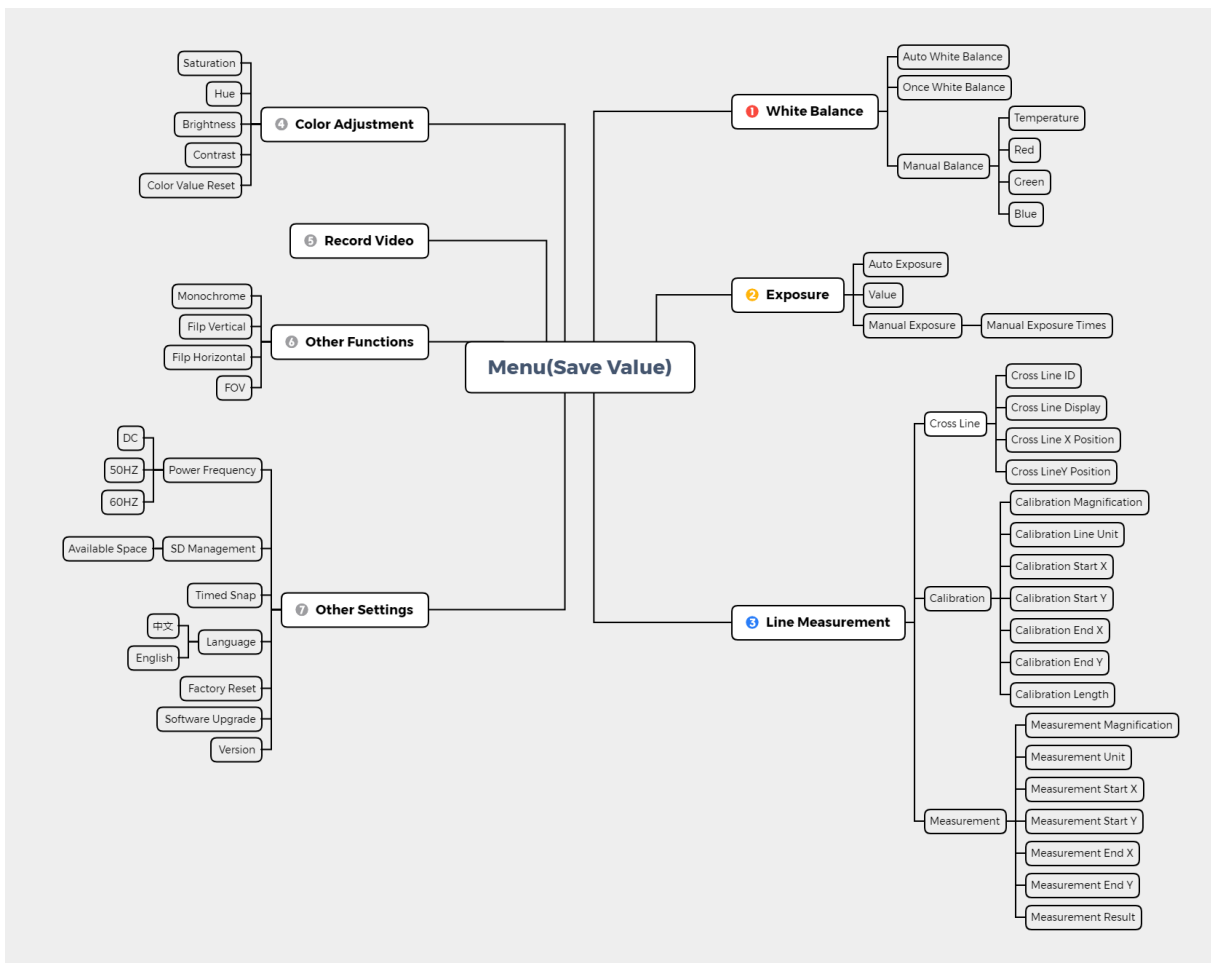 Menu(Save Value)
1 White Balance
Auto White Balance
Once White Balance
Manual Balance
Temperature
Red
Green
Blue
2 Exposure
Auto Exposure
Value
Manual Exposure
Manual Exposure Times
3 Line Measurement
Cross Line
Cross Line ID
Cross Line Display
Cross Line X Position
Cross LineY Position
Calibration
Calibration Magnification
Calibration Line Unit
Calibration Start X
Calibration Start Y
Calibration End X
Calibration End Y
Calibration Length
Measurement
Measurement Magnification
Measurement Unit
Measurement Start X
Measurement Start Y
Measurement End X
Measurement End Y
Measurement Result
4 Color Adjustment
Saturation
Hue
Brightness
Contrast
Color Value Reset
5 Record Video
6 Other Functions
Monochrome
Filp Vertical
Filp Horizontal
FOV
7 Other Settings
Power Frequency
DC
50HZ
60HZ
SD Management
Available Space
Timed Snap
Language
中文
English
Factory Reset
Software Upgrade
Version